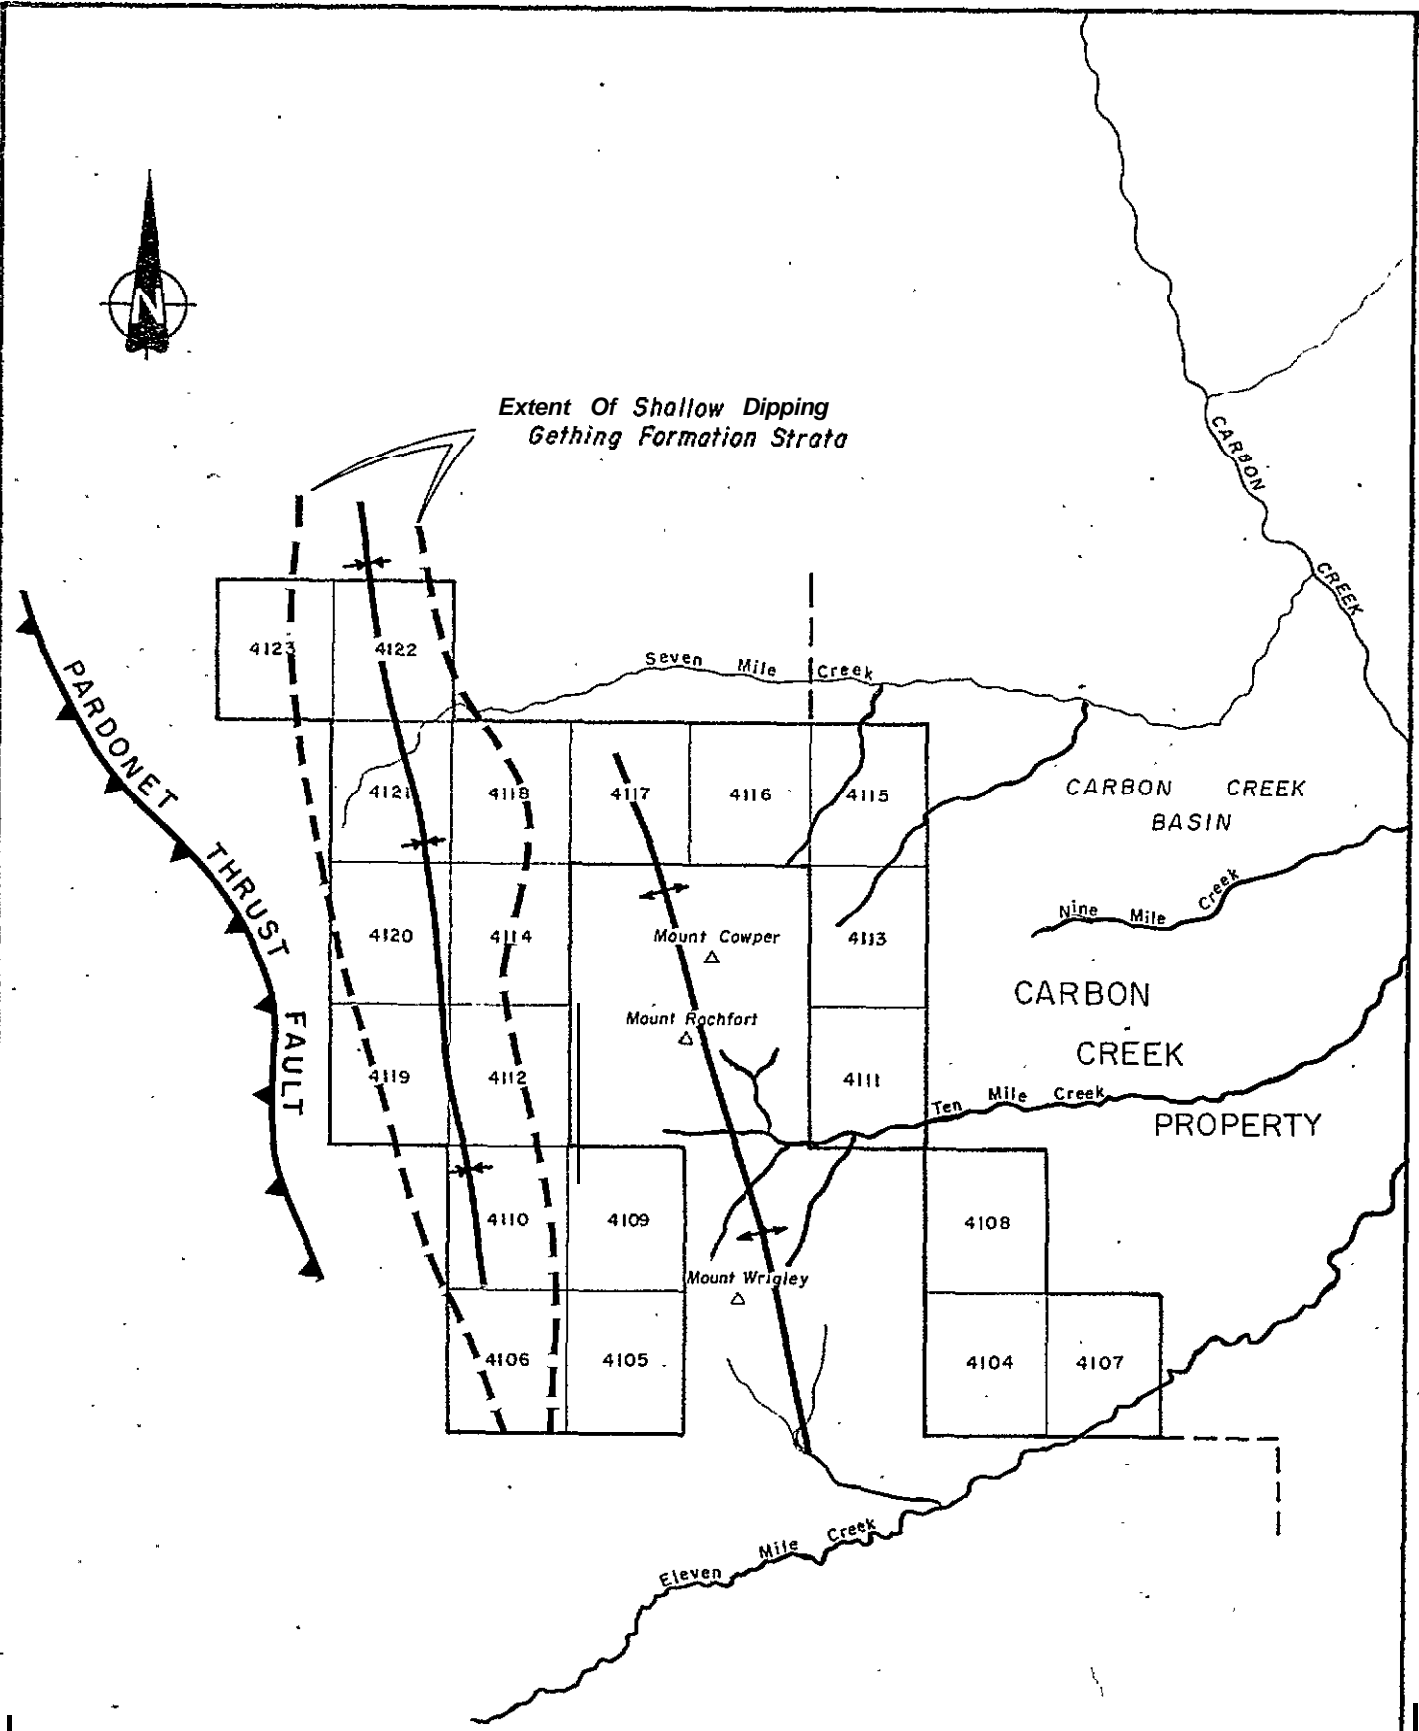 N
Extent Of Shallow Dipping
Gething Formation Strata
CARBON
CREEK
4123
4122
Seven Mile Creek
PARDONET THRUST FAULT
4121
4118
4117
4116
4115
CARBON CREEK
BASIN
Nine Mile Creek
4120
4114
Mount Cowper
4113
CARBON
CREEK
PROPERTY
Mount Rochfort
4119
4112
4111
Ten Mile Creek
4110
4109
4108
Mount Wrigley
4106
4105
4104
4107
Eleven Mile Creek